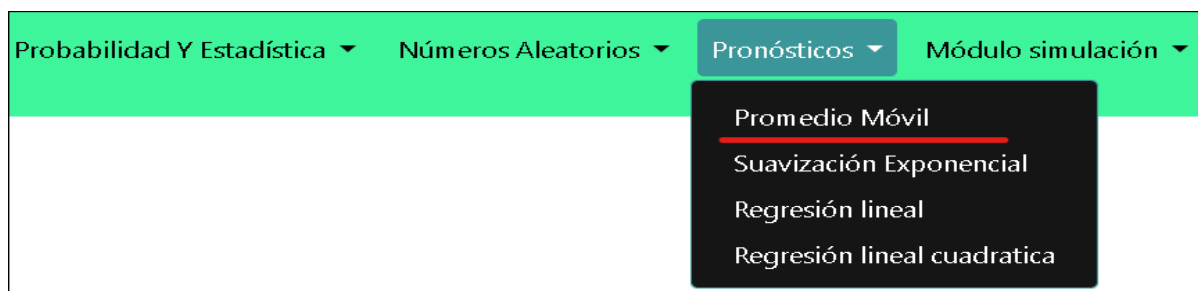 Probabilidad Y Estadística Números Aleatorios Pronósticos Módulo simulación
Promedio Móvil
Suavización Exponencial
Regresión lineal
Regresión lineal cuadratica